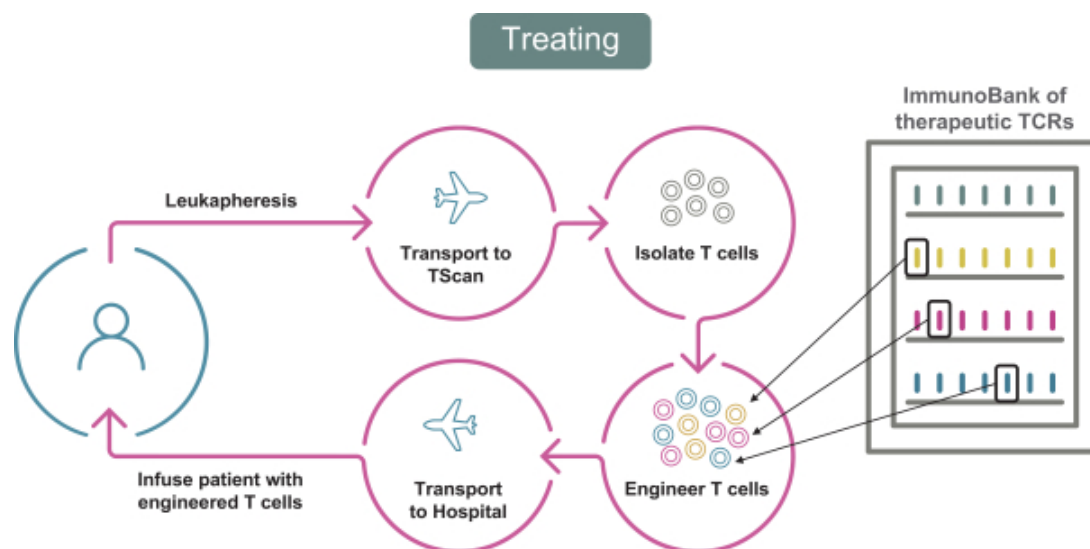 Treating
ImmunoBank of
therapeutic TCRs
Leukapheresis
Transport to
TScan
Isolate T cells
Engineer T cells
Transport
to Hospital
Infuse patient with
engineered T cells